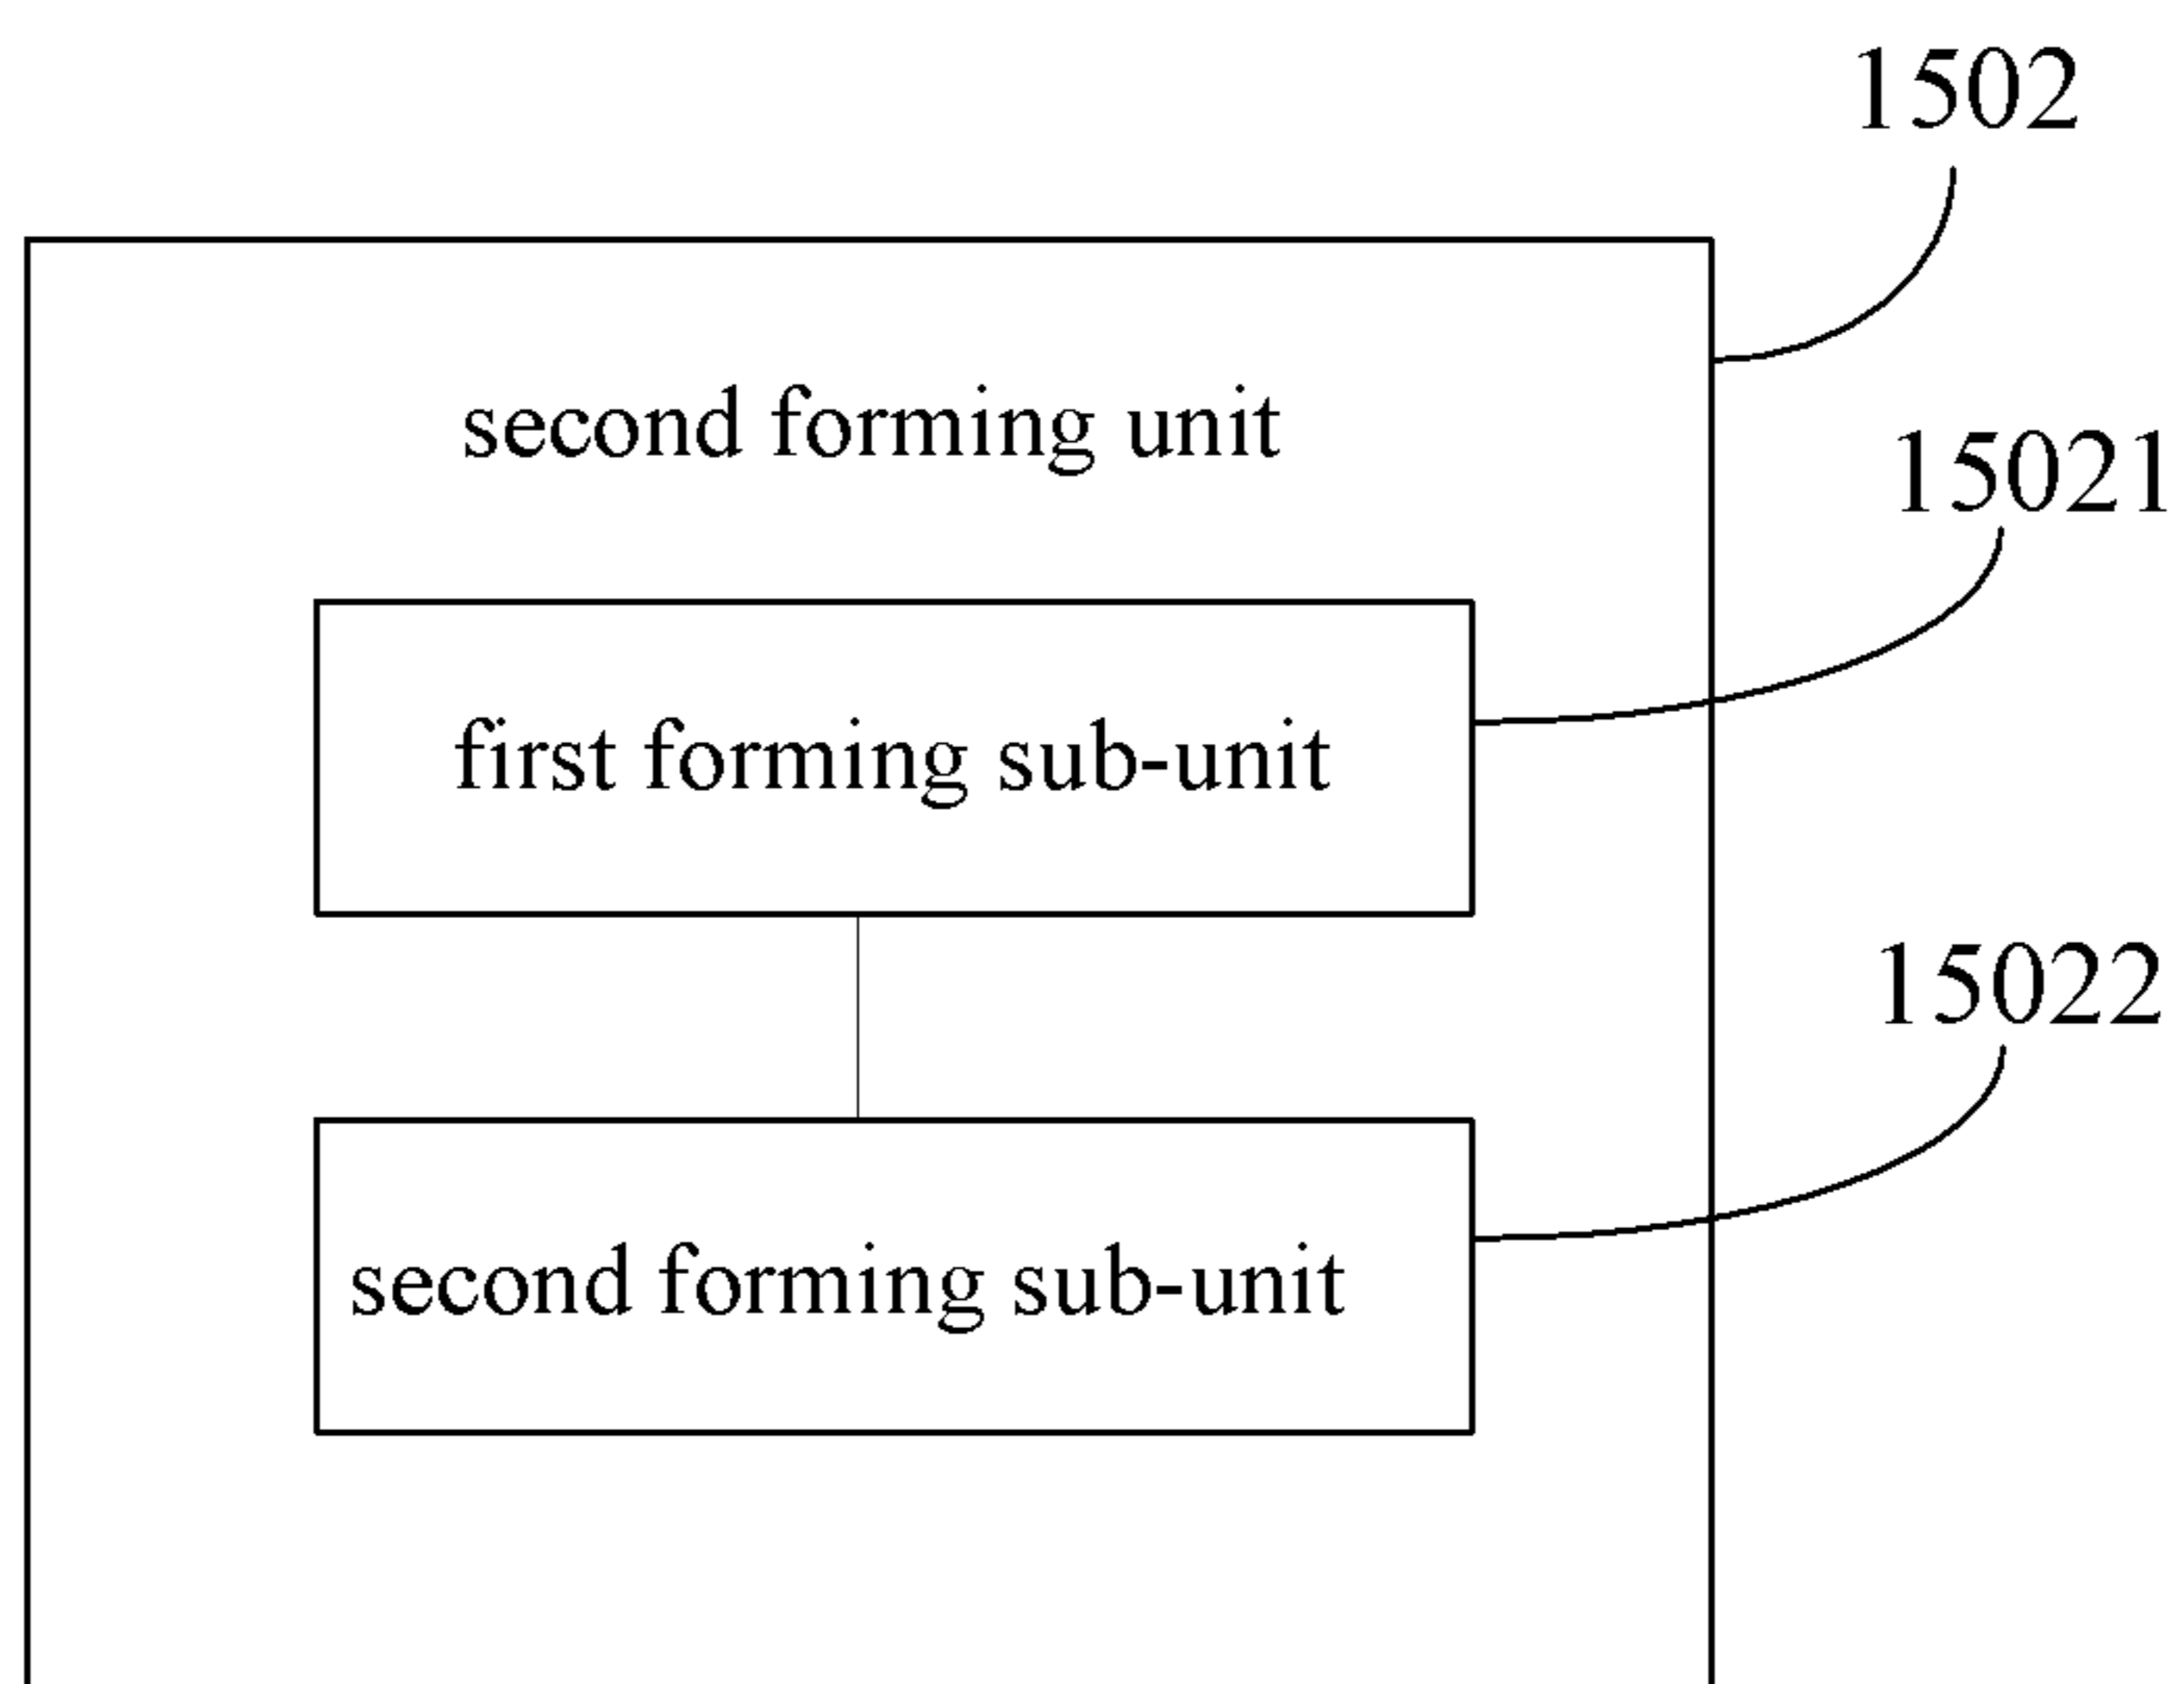 1502
second forming unit
15021
first forming sub-unit
15022
second forming sub-unit